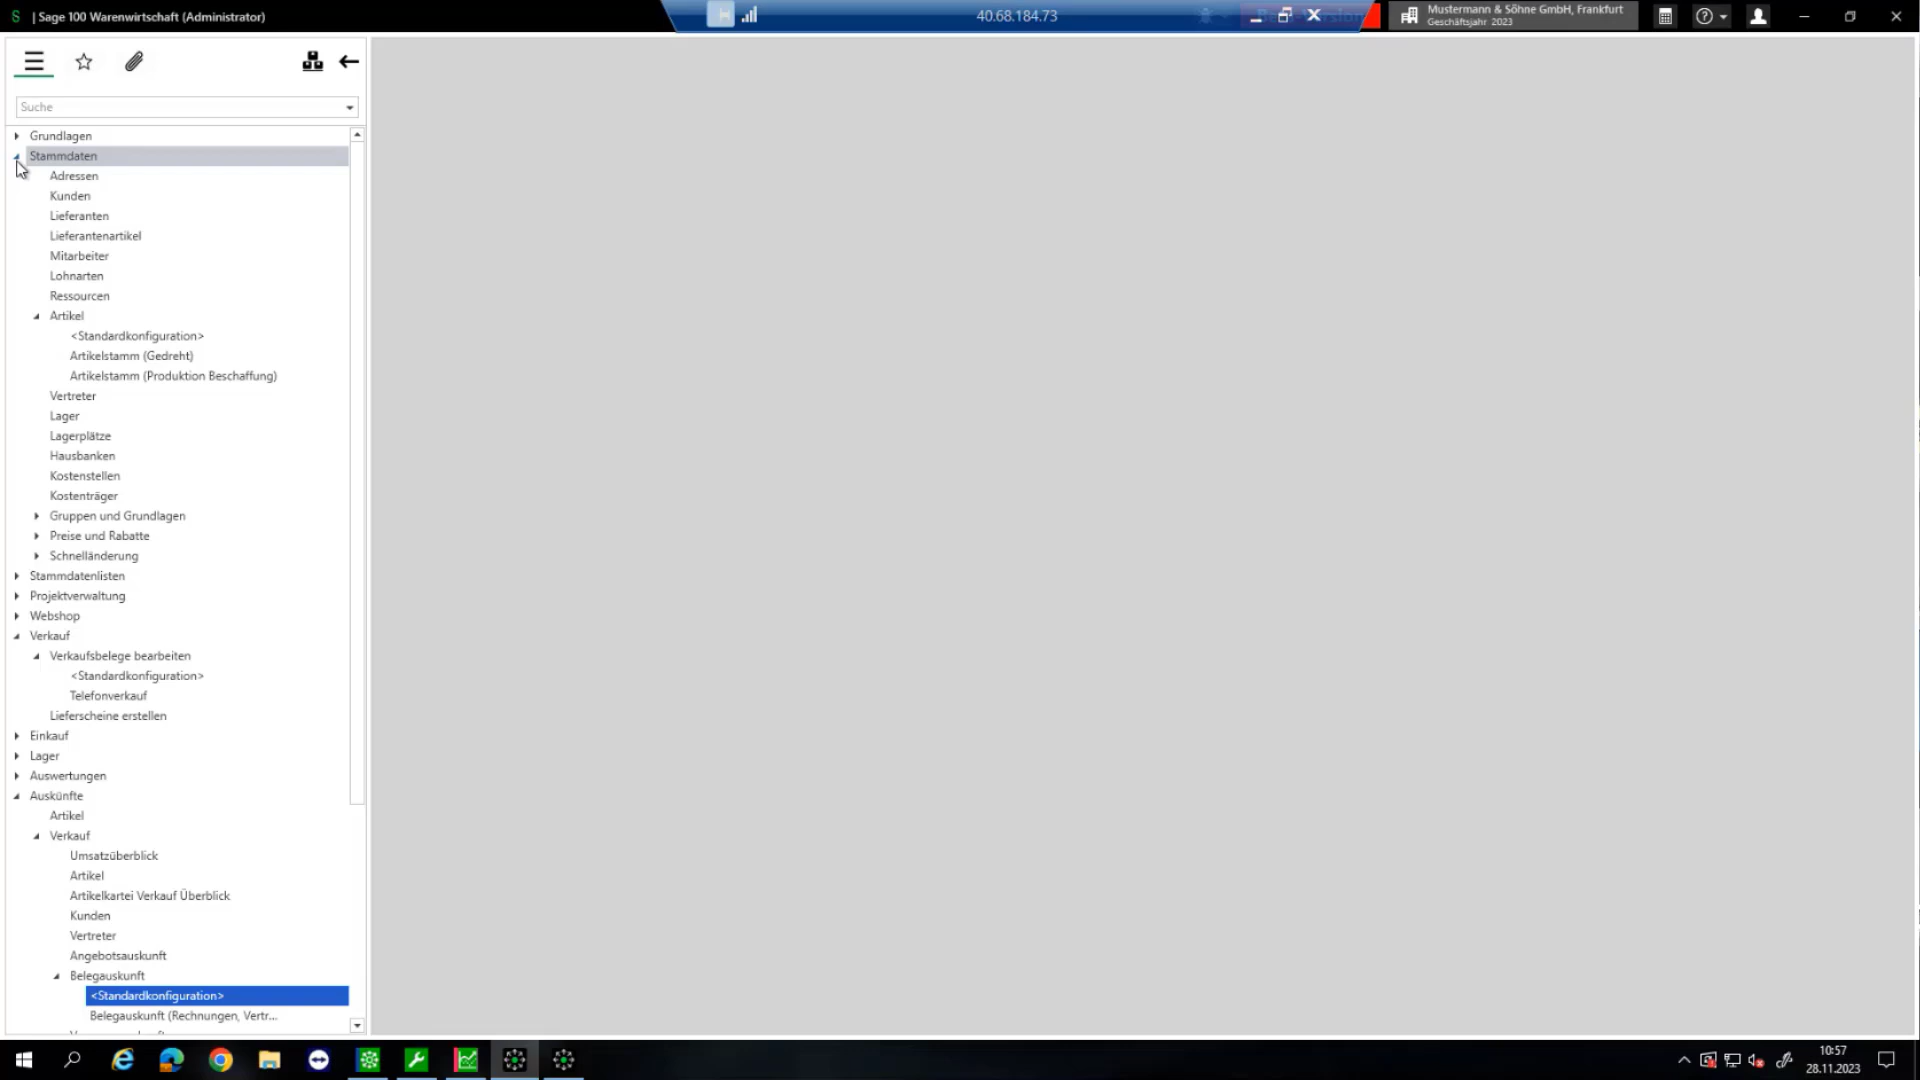 S | Sage 100 Warenwirtschaft (Administrator)
40.68.184.73
Mustermann & Söhne GmbH, Frankfurt
Geschäftsjahr 2023
Suche
Grundlagen
Stammdaten
Adressen
Kunden
Lieferanten
Lieferantenartikel
Mitarbeiter
Lohnarten
Ressourcen
Artikel
<Standardkonfiguration>
Artikelstamm (Gedreht)
Artikelstamm (Produktion Beschaffung)
Vertreter
Lager
Lagerplätze
Hausbanken
Kostenstellen
Kostenträger
Gruppen und Grundlagen
Preise und Rabatte
Schnelländerung
Stammdatenlisten
Projektverwaltung
Webshop
Verkauf
Verkaufsbelege bearbeiten
<Standardkonfiguration>
Telefonverkauf
Lieferscheine erstellen
Einkauf
Lager
Auswertungen
Auskünfte
Artikel
Verkauf
Umsatzüberblick
Artikel
Artikelkartei Verkauf Überblick
Kunden
Vertreter
Angebotsauskunft
Belegauskunft
<Standardkonfiguration>
Belegauskunft (Rechnungen, Vertr...
10:57
28.11.2023